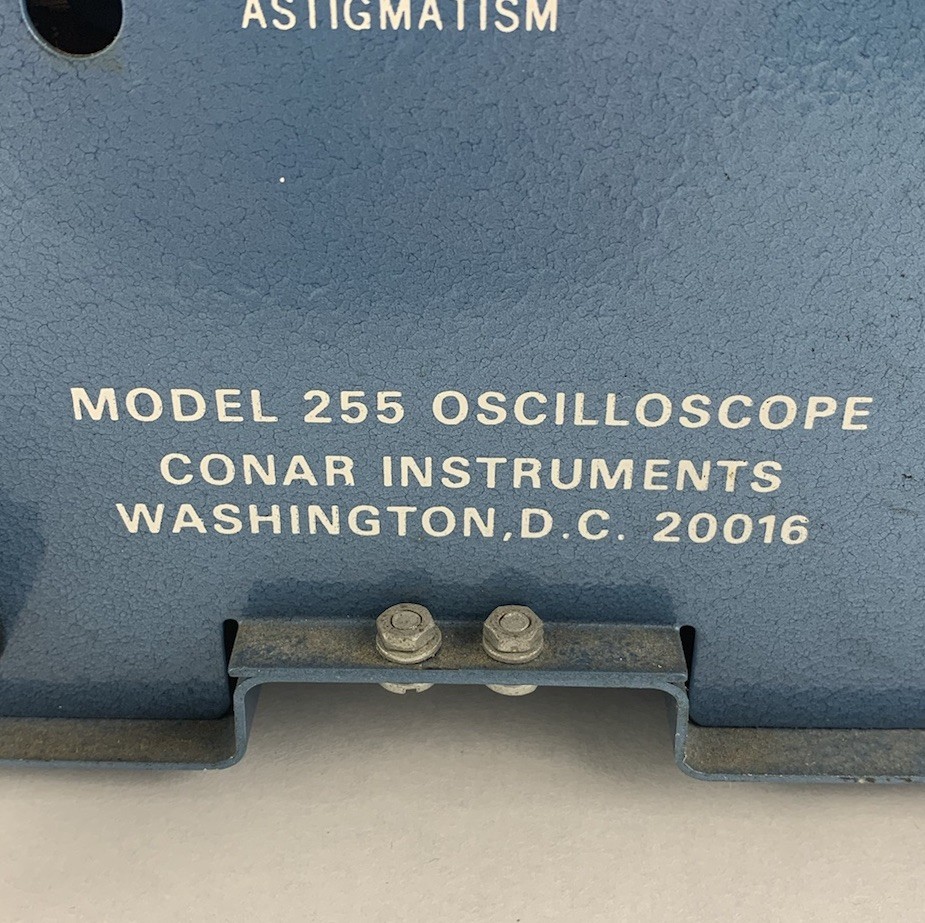 ASTIGMATISM
MODEL 255 OSCILLOSCOPE
CONAR INSTRUMENTS
WASHINGTON,D.C. 20016